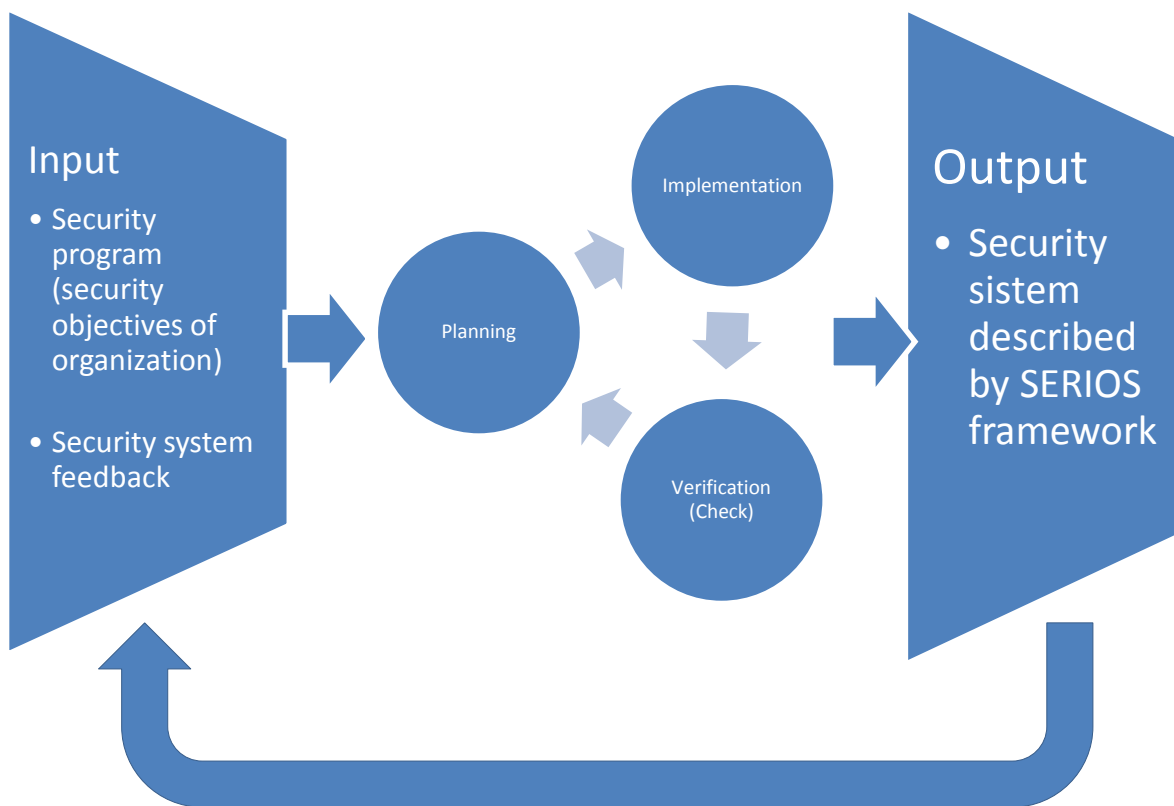 Input
• Security
program
(security
objectives of
organization)
• Security system
feedback
Planning
Implementation
Verification
(Check)
Output
• Security
sistem
described
by SERIOS
framework